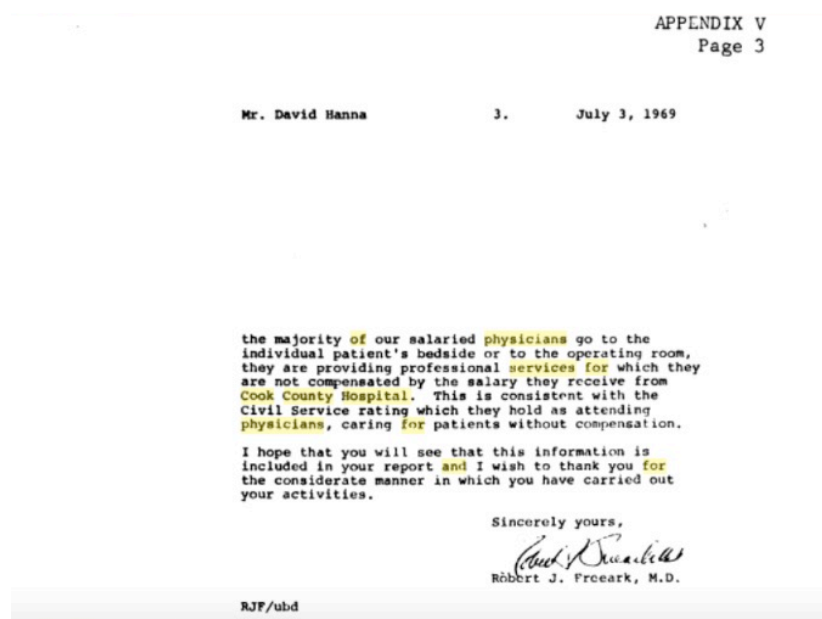 APPENDIX V
Page 3
Mr. David Hanna 3. July 3, 1969
the majority of our salaried physicians go to the
individual patient's bedside or to the operating room,
they are providing professional services for which they
are not compensated by the salary they receive from
Cook County Hospital. This is consistent with the
Civil Service rating which they hold as attending
physicians, caring for patients without compensation.
I hope that you will see that this information is
included in your report and I wish to thank you for
the considerate manner in which you have carried out
your activities.
Sincerely yours,
Robert J. Freeark, M.D.
RJF/ubd